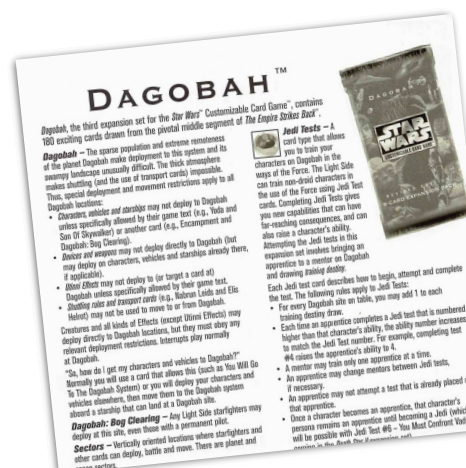 DAGOBAH™
Dagobah, the third expansion set for the Star Wars™ Customizable Card Game™, contains
180 exciting cards drawn from the pivotal middle segment of The Empire Strikes Back™.
Dagobah – The sparse population and extreme remoteness
of the planet Dagobah make deployment to this system and its
swampy landscape unusually difficult. The thick atmosphere
makes shuttling (and the use of transport cards) impossible.
Thus, special deployment and movement restrictions apply to all
Dagobah locations:
• Characters, vehicles and starships may not deploy to Dagobah
unless specifically allowed by their game text (e.g., Yoda and
Son Of Skywalker) or another card (e.g., Encampment and
Dagobah: Bog Clearing).
• Devices and weapons may not deploy directly to Dagobah (but
may deploy on characters, vehicles and starships already there,
if applicable).
• Utinni Effects may not deploy to (or target a card at)
Dagobah unless specifically allowed by their game text.
• Shuttling rules and transport cards (e.g., Nabrun Leids and Elis
Helrot) may not be used to move to or from Dagobah.
Creatures and all kinds of Effects (except Utinni Effects) may
deploy directly to Dagobah locations, but they must obey any
relevant deployment restrictions. Interrupts play normally
at Dagobah.
"So, how do I get my characters and vehicles to Dagobah?"
Normally you will use a card that allows this (such as You Will Go
To The Dagobah System) or you will deploy your characters and
vehicles elsewhere, then move them to the Dagobah system
aboard a starship that can land at a Dagobah site.
Dagobah: Bog Clearing – Any Light Side starfighters may
deploy at this site, even those with a permanent pilot.
Sectors – Vertically oriented locations where starfighters and
other cards can deploy, battle and move. There are planet and
sectors.
Jedi Tests – A
card type that allows
you to train your
characters on Dagobah in the
ways of the Force. The Light Side
can train non-droid characters in
the use of the Force using Jedi Test
cards. Completing Jedi Tests gives
you new capabilities that can have
far-reaching consequences, and can
also raise a character's ability.
Attempting the Jedi tests in this
expansion set involves bringing an
apprentice to a mentor on Dagobah
and drawing training destiny.
Each Jedi test card describes how to begin, attempt and complete
the test. The following rules apply to Jedi Tests:
• For every Dagobah site on table, you may add 1 to each
training destiny draw.
• Each time an apprentice completes a Jedi test that is numbered
higher than that character's ability, the ability number increases
to match the Jedi Test number. For example, completing test
#4 raises the apprentice's ability to 4.
• A mentor may train only one apprentice at a time.
• An apprentice may change mentors between Jedi tests,
if necessary.
• An apprentice may not attempt a test that is already placed
that apprentice.
• Once a character becomes an apprentice, that character's
persona remains an apprentice until becoming a Jedi (which
will be possible with Jedi Test #6 – You Must Confront Vader
DAGOBAH
STAR
WARS